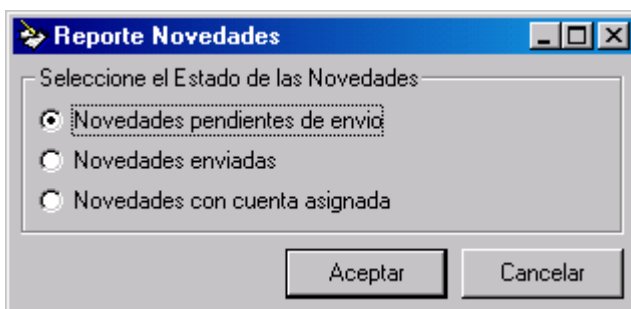 Reporte Novedades
Seleccione el Estado de las Novedades
Novedades pendientes de envio
Novedades enviadas
Novedades con cuenta asignada
Aceptar Cancelar